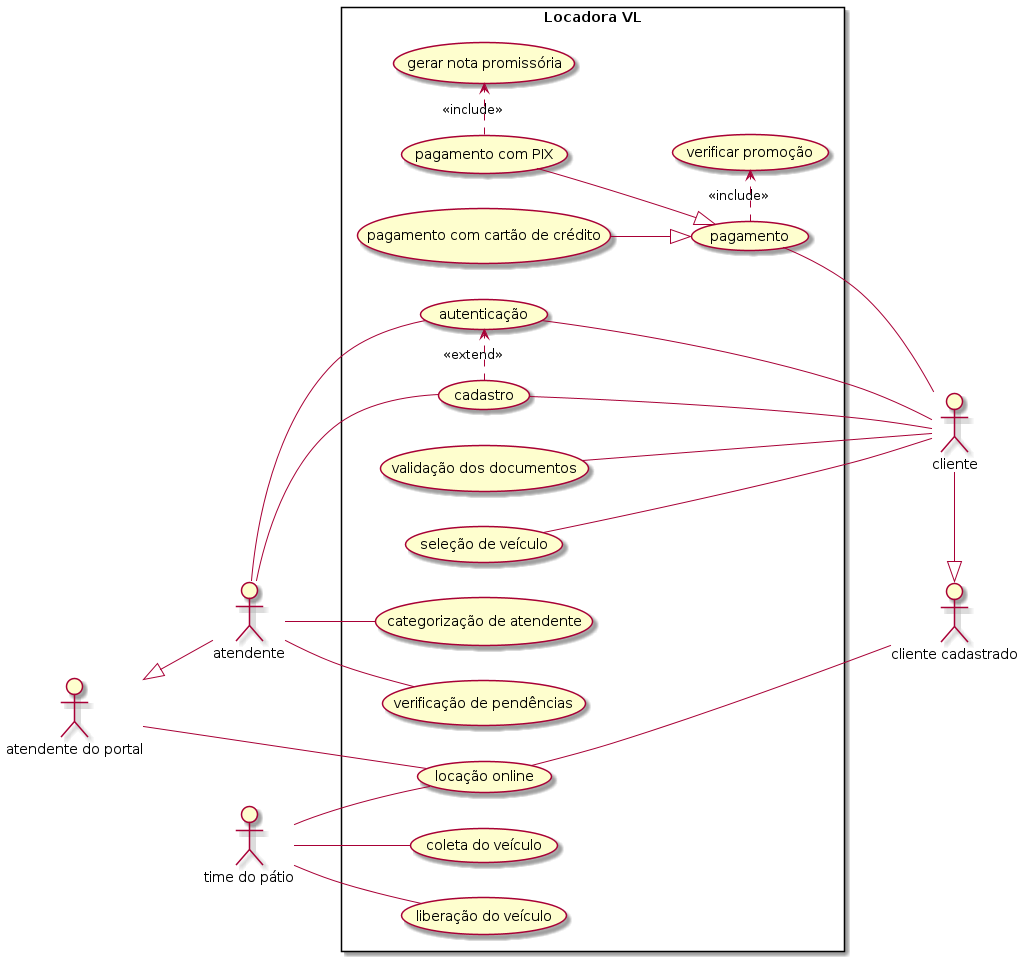 Locadora VL
gerar nota promissória
«include»
pagamento com PIX
verificar promoção
«include»
pagamento com cartão de crédito
pagamento
autenticação
«extend»
cadastro
cliente
validação dos documentos
seleção de veículo
categorização de atendente
atendente
cliente cadastrado
verificação de pendências
atendente do portal
locação online
coleta do veículo
time do pátio
liberação do veículo